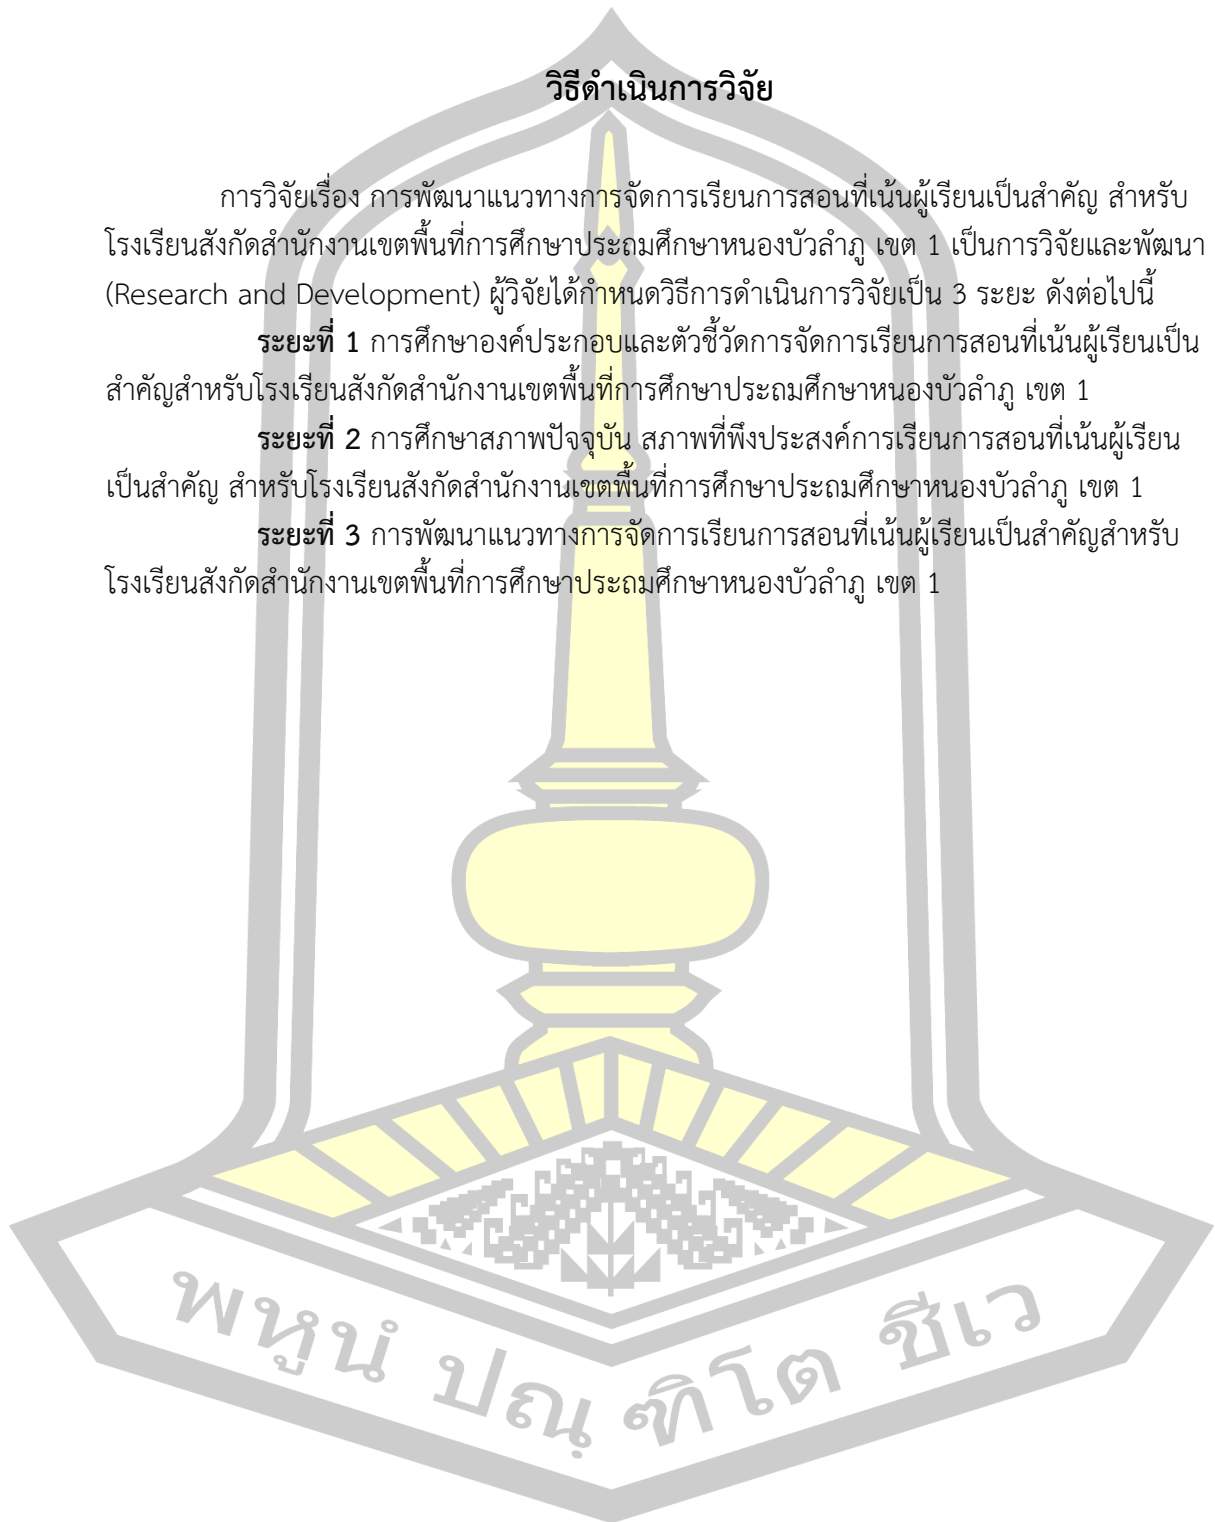 วิธีดำเนินการวิจัย
การวิจัยเรื่อง การพัฒนาแนวทางการจัดการเรียนการสอนที่เน้นผู้เรียนเป็นสำคัญ สำหรับ
โรงเรียนสังกัดสำนักงานเขตพื้นที่การศึกษาประถมศึกษาหนองบัวลำภู เขต 1 เป็นการวิจัยและพัฒนา
(Research and Development) ผู้วิจัยได้กำหนดวิธีการดำเนินการวิจัยเป็น 3 ระยะ ดังต่อไปนี้
ระยะที่ 1 การศึกษาองค์ประกอบและตัวชี้วัดการจัดการเรียนการสอนที่เน้นผู้เรียนเป็น
สำคัญสำหรับโรงเรียนสังกัดสำนักงานเขตพื้นที่การศึกษาประถมศึกษาหนองบัวลำภู เขต 1
ระยะที่ 2 การศึกษาสภาพปัจจุบัน สภาพที่พึงประสงค์การเรียนการสอนที่เน้นผู้เรียน
เป็นสำคัญ สำหรับโรงเรียนสังกัดสำนักงานเขตพื้นที่การศึกษาประถมศึกษาหนองบัวลำภู เขต 1
ระยะที่ 3 การพัฒนาแนวทางการจัดการเรียนการสอนที่เน้นผู้เรียนเป็นสำคัญสำหรับ
โรงเรียนสังกัดสำนักงานเขตพื้นที่การศึกษาประถมศึกษาหนองบัวลำภู เขต 1
พหูนํ ปณฺ ฑิโต ชีเว